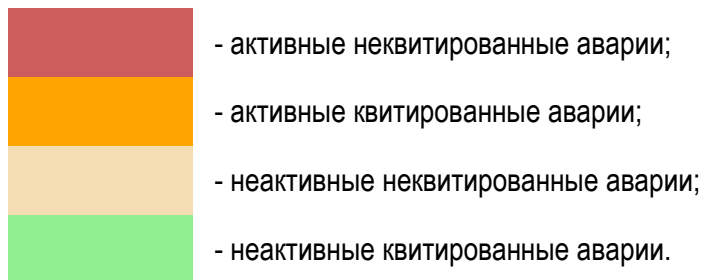 - активные неквитированные аварии;
- активные квитированные аварии;
- неактивные неквитированные аварии;
- неактивные квитированные аварии.